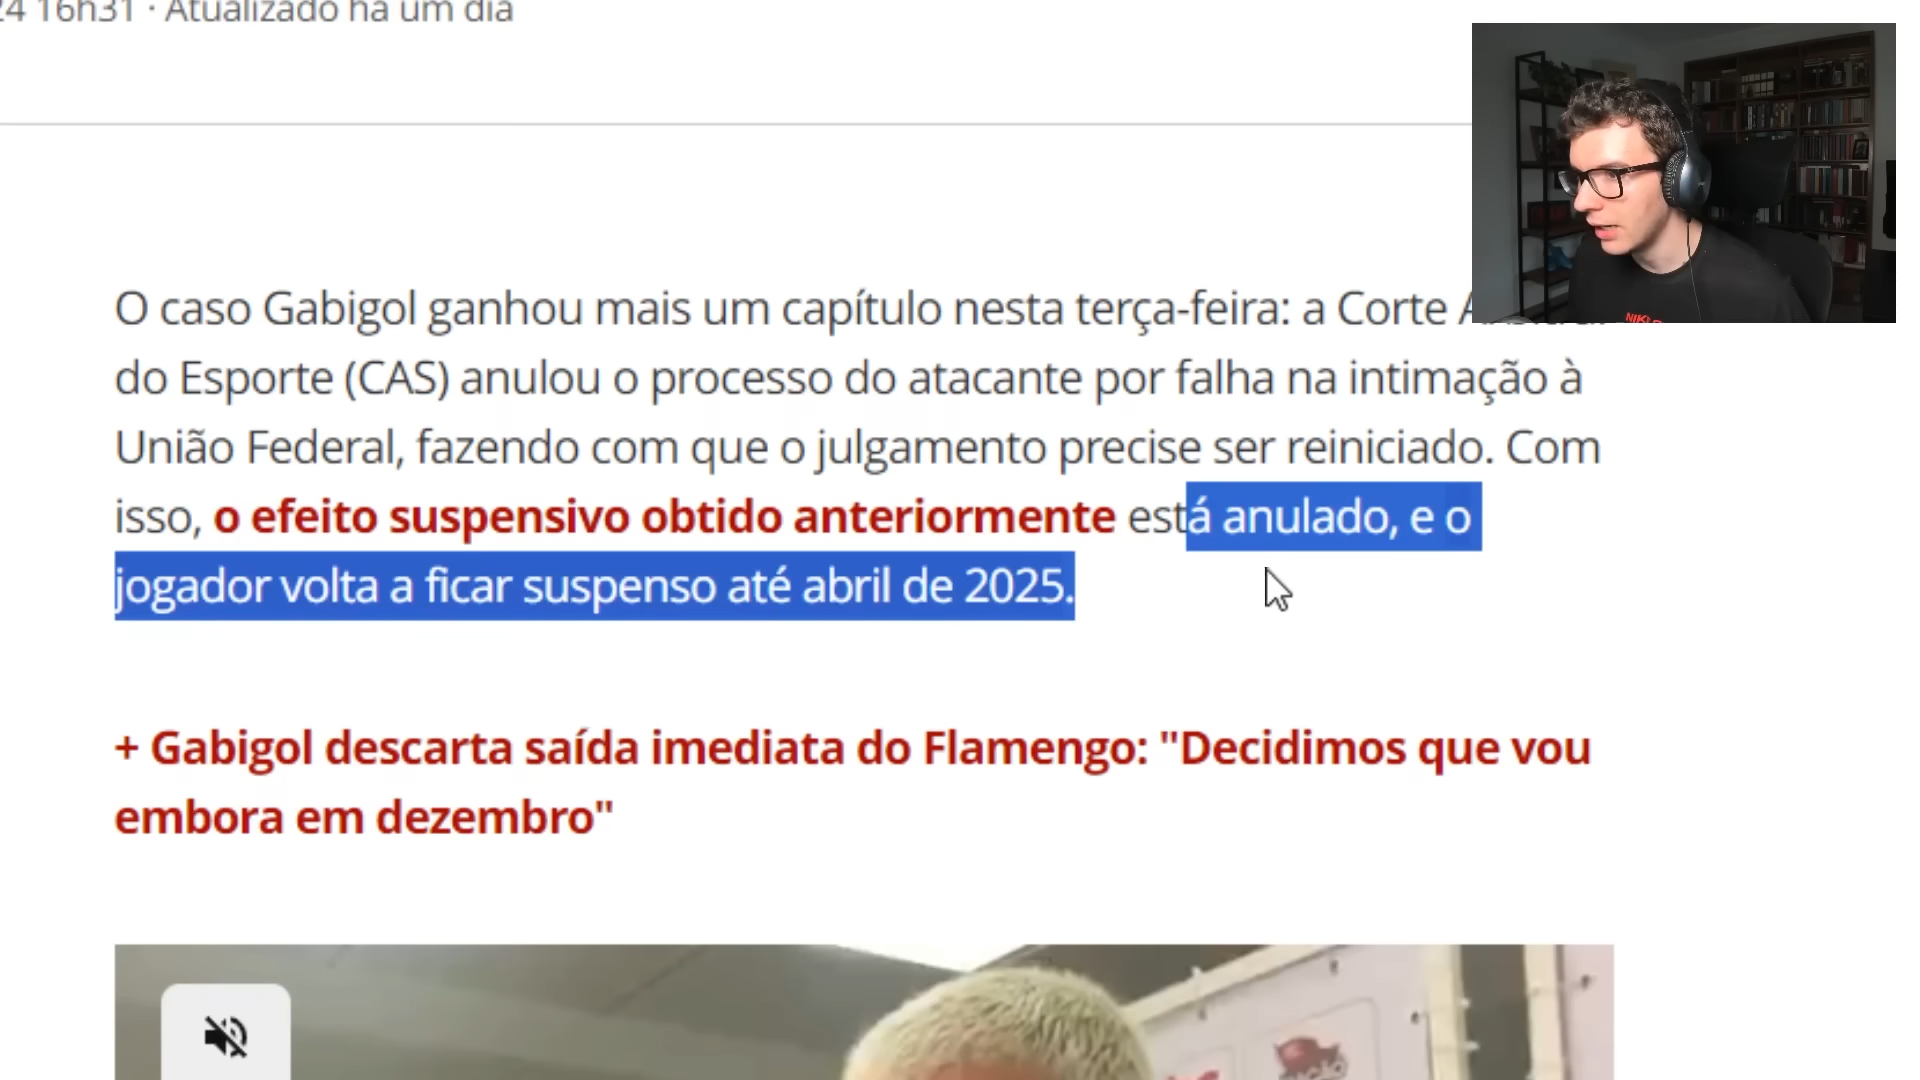 24 16h31 · Atualizado há um dia
O caso Gabigol ganhou mais um capítulo nesta terça-feira: a Corte
do Esporte (CAS) anulou o processo do atacante por falha na intimação à
União Federal, fazendo com que o julgamento precise ser reiniciado. Com
isso, o efeito suspensivo obtido anteriormente está anulado, e o
jogador volta a ficar suspenso até abril de 2025.
+ Gabigol descarta saída imediata do Flamengo: "Decidimos que vou
embora em dezembro"